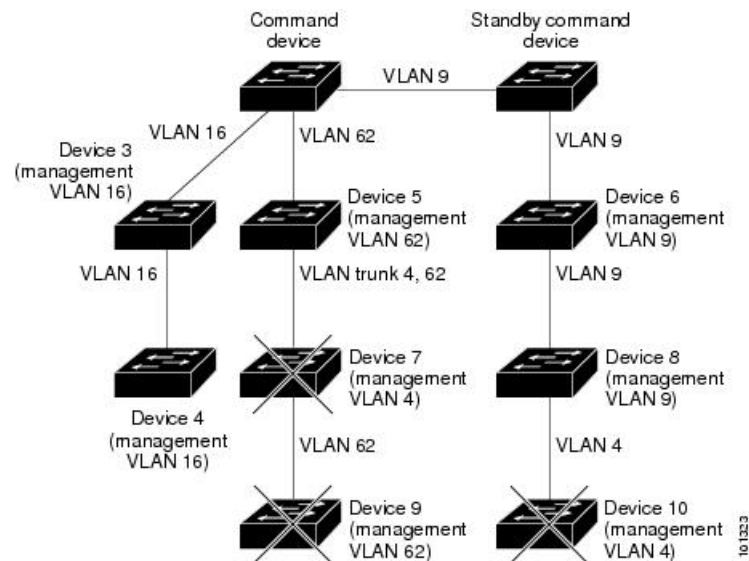 Command
device
Standby command
device
VLAN 9
VLAN 16
VLAN 62
VLAN 9
Device 3
(management
VLAN 16)
Device 5
(management
VLAN 62)
Device 6
(management
VLAN 9)
VLAN 16
VLAN trunk 4, 62
VLAN 9
Device 7
(management
VLAN 4)
Device 8
(management
VLAN 9)
Device 4
(management
VLAN 16)
VLAN 62
VLAN 4
Device 9
(management
VLAN 62)
Device 10
(management
VLAN 4)
101323